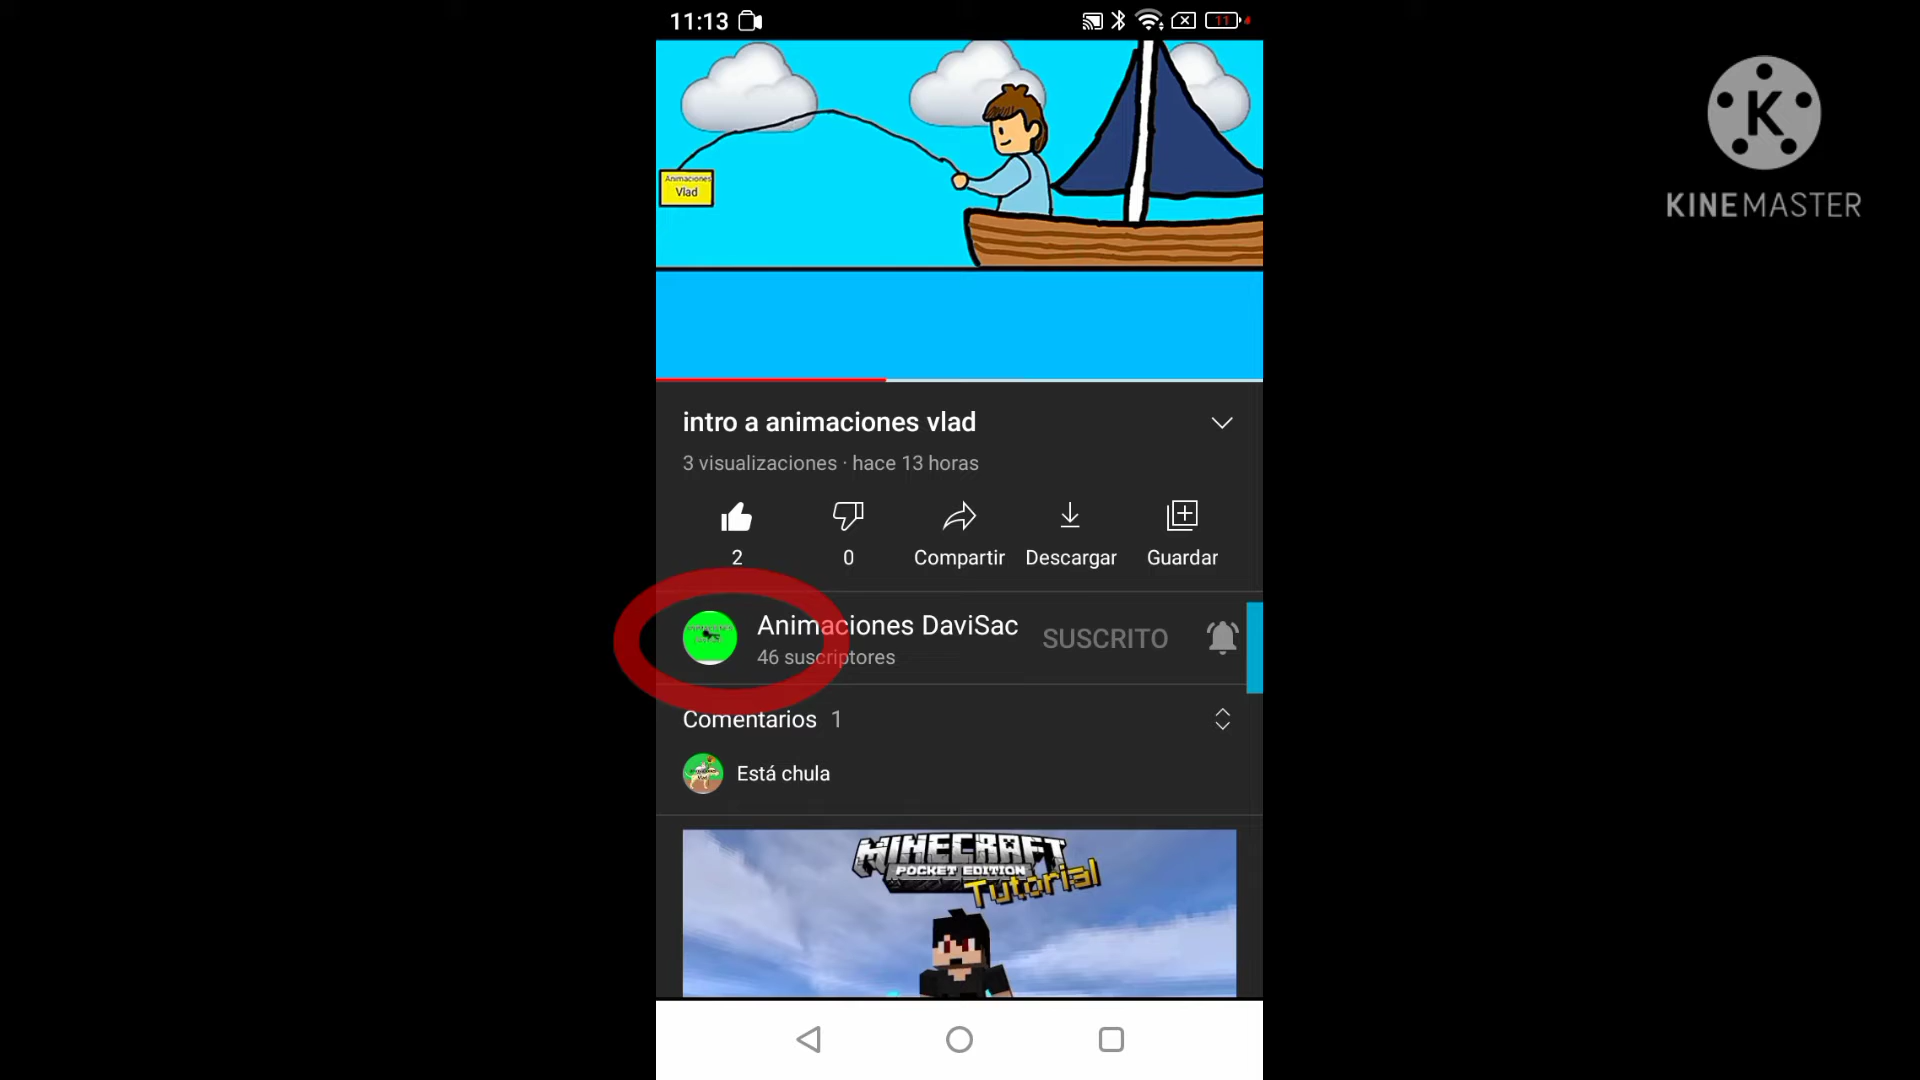 11:13
11
K
KINEMASTER
Animaciones
Vlad
intro a animaciones vlad
3 visualizaciones · hace 13 horas
2
0
Compartir
Descargar
Guardar
Animaciones DaviSac
46 suscriptores
SUSCRITO
Comentarios 1
Está chula
MINECRAFT
POCKET EDITION
Tutorial